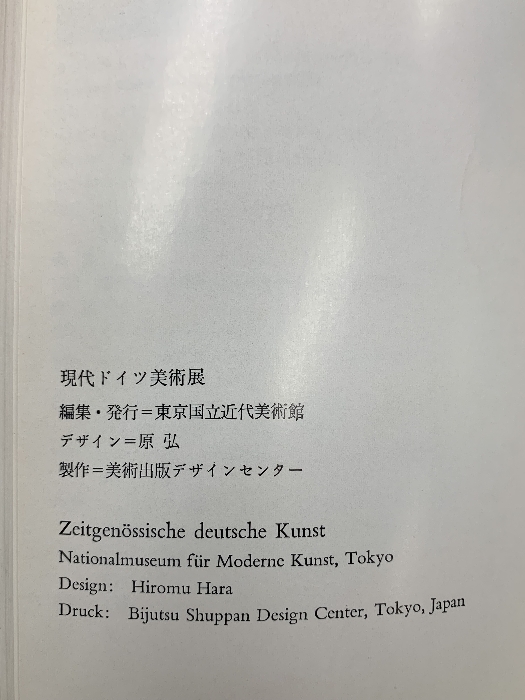 現代ドイツ美術展
編集・発行＝東京国立近代美術館
デザイン＝原 弘
製作＝美術出版デザインセンター
Zeitgenössische deutsche Kunst
Nationalmuseum für Moderne Kunst, Tokyo
Design: Hiromu Hara
Druck: Bijutsu Shuppan Design Center, Tokyo, Japan